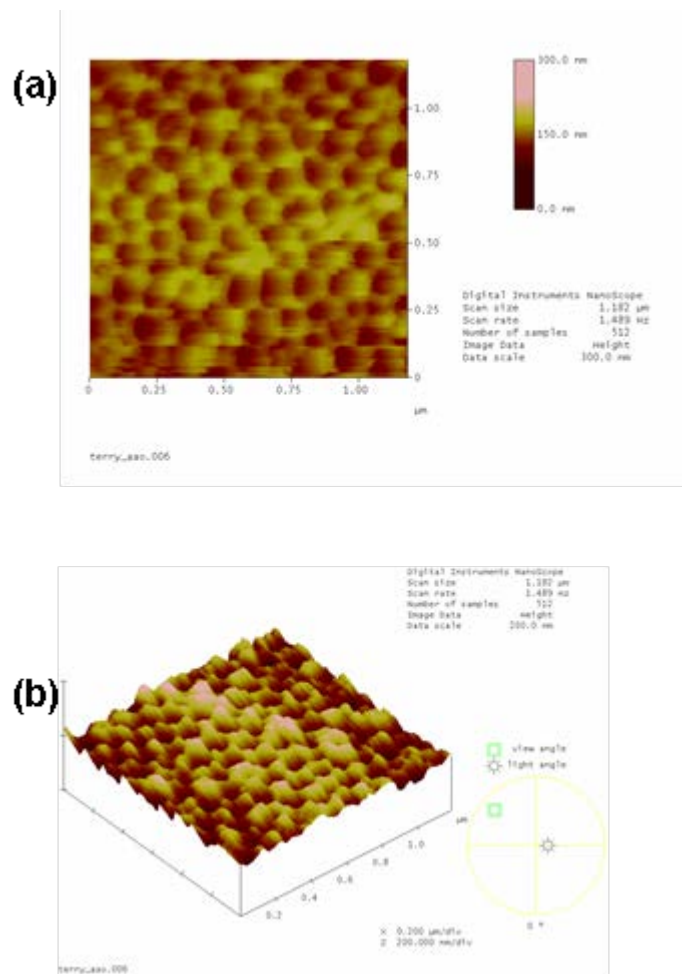 (a)
300.0 nm
150.0 nm
0.0 nm
1.00
0.75
0.50
0.25
0
0 0.25 0.50 0.75 1.00
µm
Digital Instruments NanoScope
Scan size 1.182 µm
Scan rate 1.489 Hz
Number of samples 512
Image Data Height
Data scale 300.0 nm
terry_aao.006
Digital Instruments NanoScope
Scan size 1.182 µm
Scan rate 1.489 Hz
Number of samples 512
Image Data Height
Data scale 200.0 nm
(b)
view angle
light angle
µm
1.0
0.8
0.6
0.4
0.2
X 0.200 µm/div
Z 200.000 nm/div
0 °
terry_aao.006